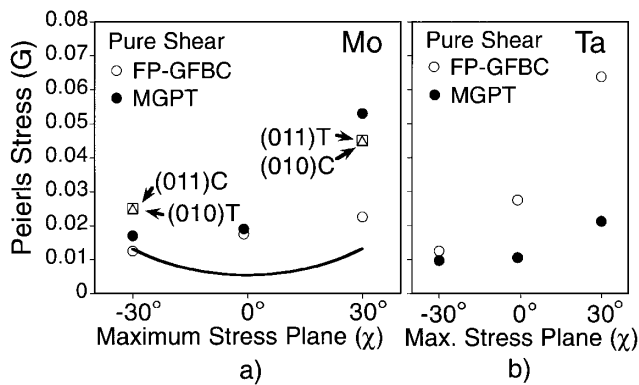 0.08
0.07
0.06
0.05
0.04
0.03
0.02
0.01
0
Peierls Stress (G)
Pure Shear
Mo
○ FP-GFBC
● MGPT
(011)T
(010)C
(011)C
(010)T
-30° 0° 30°
Maximum Stress Plane (χ)
a)
Pure Shear
Ta
○ FP-GFBC
● MGPT
-30° 0° 30°
Max. Stress Plane (χ)
b)